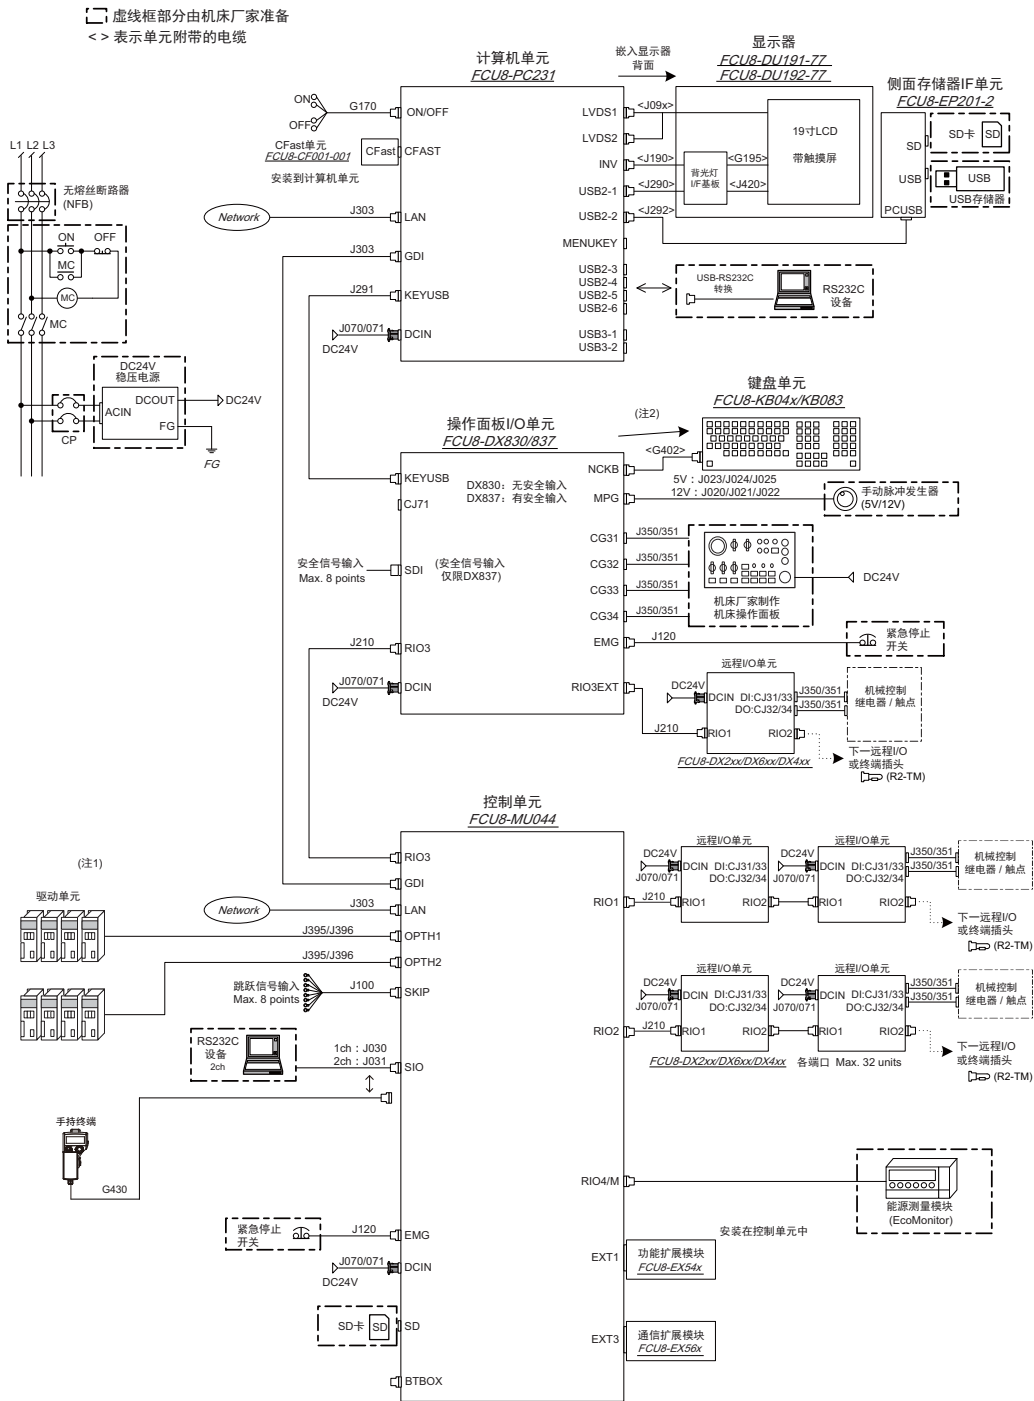 虚线框部分由机床厂家准备
< > 表示单元附带的电缆
计算机单元
FCU8-PC231
嵌入显示器
背面
显示器
FCU8-DU191-77
FCU8-DU192-77
侧面存储器IF单元
FCU8-EP201-2
ON
OFF
G170
ON/OFF
CFast单元
FCU8-CF001-001
CFast
CFAST
安装到计算机单元
Network
J303
LAN
J303
GDI
J291
KEYUSB
J070/071
DC24V
DCIN
LVDS1
<J09x>
LVDS2
INV
<J190>
USB2-1
<J290>
USB2-2
<J292>
MENUKEY
USB2-3
USB2-4
USB2-5
USB2-6
USB3-1
USB3-2
背光灯
I/F基板
<G195>
<J420>
19寸LCD
带触摸屏
SD
USB
PCUSB
SD卡
SD
USB
USB存储器
USB-RS232C
转换
RS232C
设备
L1 L2 L3
无熔丝断路器
(NFB)
ON
OFF
MC
MC
MC
DC24V
稳压电源
DCOUT
ACIN
FG
DC24V
FG
CP
操作面板I/O单元
FCU8-DX830/837
(注2)
键盘单元
FCU8-KB04x/KB083
KEYUSB
CJ71
DX830：无安全输入
DX837：有安全输入
安全信号输入
Max. 8 points
SDI
(安全信号输入
仅限DX837)
J210
RIO3
J070/071
DC24V
DCIN
NCKB
<G402>
5V：J023/J024/J025
12V：J020/J021/J022
MPG
手动脉冲发生器
(5V/12V)
CG31
J350/351
CG32
J350/351
CG33
J350/351
CG34
J350/351
机床厂家制作
机床操作面板
DC24V
EMG
J120
紧急停止
开关
RIO3EXT
J210
远程I/O单元
DC24V
DCIN DI:CJ31/33
DO:CJ32/34
RIO1
RIO2
J350/351
J350/351
机械控制
继电器 / 触点
FCU8-DX2xx/DX6xx/DX4xx
下一远程I/O
或终端插头
(R2-TM)
控制单元
FCU8-MU044
(注1)
驱动单元
RIO3
GDI
Network
J303
LAN
J395/J396
OPTH1
J395/J396
OPTH2
跳跃信号输入
Max. 8 points
J100
SKIP
RS232C
设备
2ch
1ch：J030
2ch：J031
SIO
手持终端
G430
紧急停止
开关
J120
EMG
J070/071
DC24V
DCIN
SD卡
SD
SD
BTBOX
远程I/O单元
远程I/O单元
DC24V
J070/071
DCIN DI:CJ31/33
DO:CJ32/34
DC24V
J070/071
DCIN DI:CJ31/33
DO:CJ32/34
J350/351
J350/351
机械控制
继电器 / 触点
RIO1
J210
RIO1
RIO2
RIO1
RIO2
下一远程I/O
或终端插头
(R2-TM)
远程I/O单元
远程I/O单元
DC24V
J070/071
DCIN DI:CJ31/33
DO:CJ32/34
DC24V
J070/071
DCIN DI:CJ31/33
DO:CJ32/34
J350/351
J350/351
机械控制
继电器 / 触点
RIO2
J210
RIO1
RIO2
RIO1
RIO2
下一远程I/O
或终端插头
(R2-TM)
FCU8-DX2xx/DX6xx/DX4xx 各端口 Max. 32 units
RIO4/M
能源测量模块
(EcoMonitor)
安装在控制单元中
EXT1
功能扩展模块
FCU8-EX54x
EXT3
通信扩展模块
FCU8-EX56x